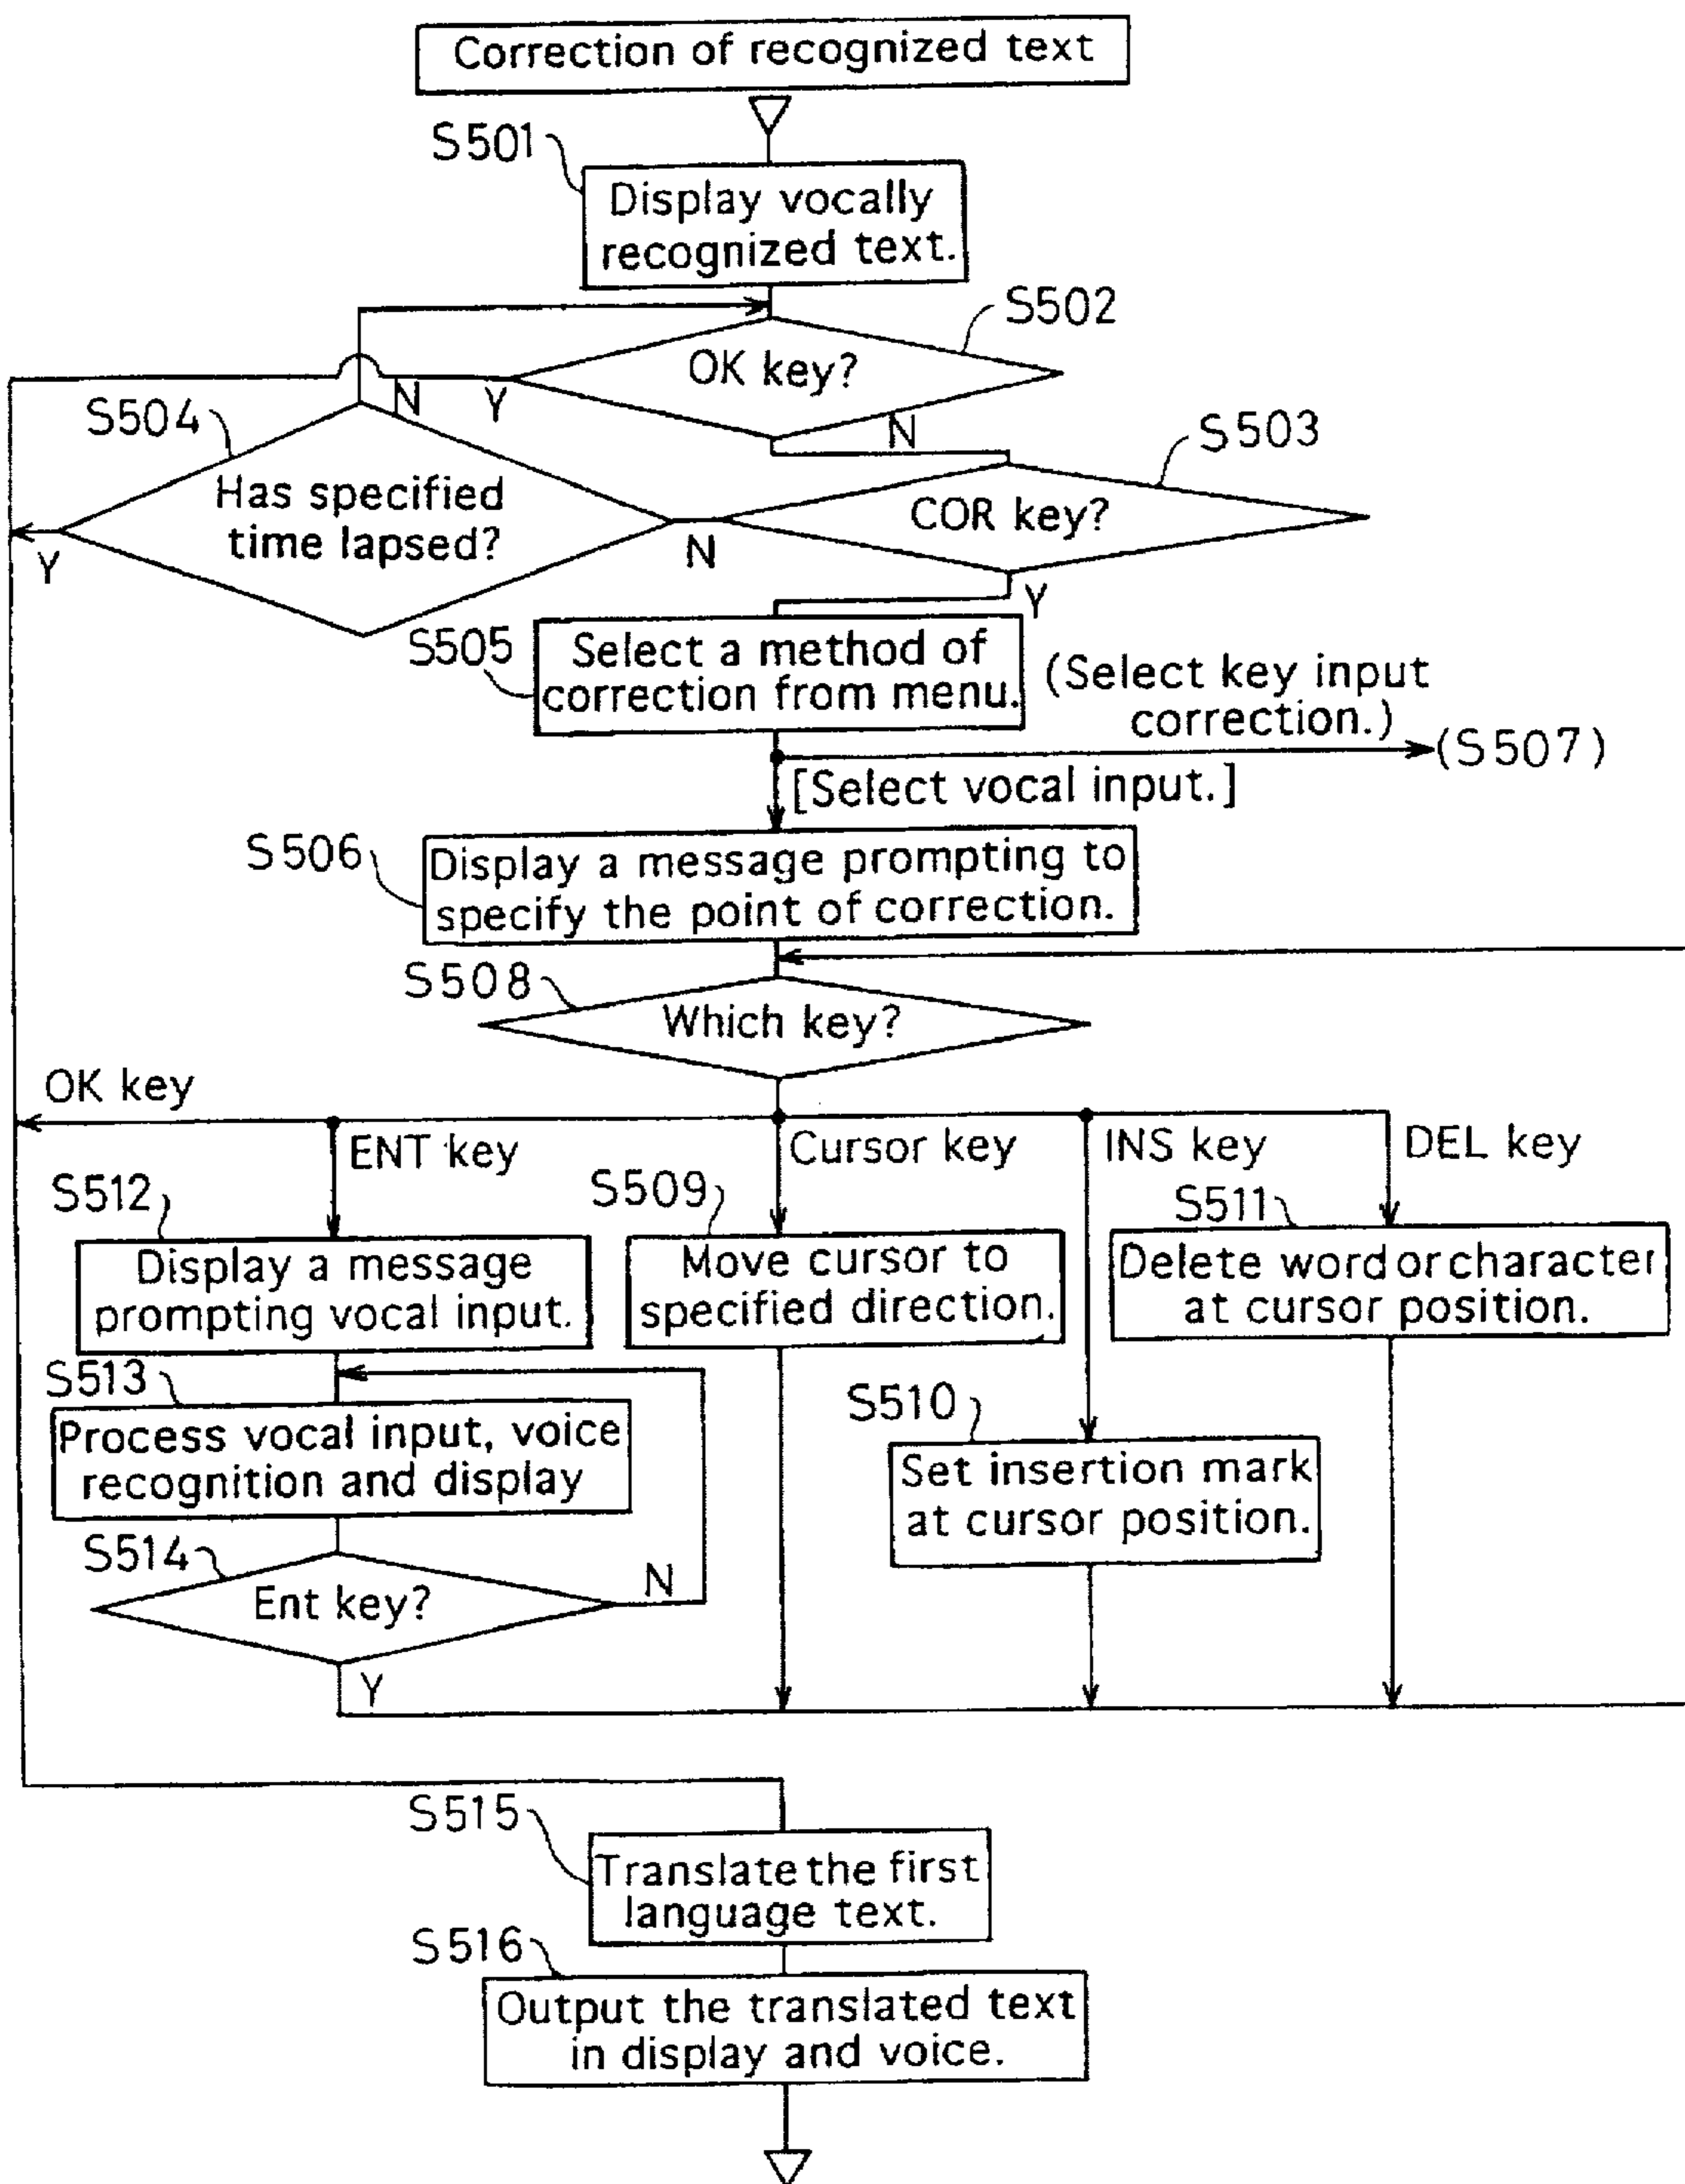 Correction of recognized text
S501
Display vocally
recognized text.
S502
OK key?
Y
N
S503
COR key?
N
Y
S504
Has specified
time lapsed?
N
Y
S505
Select a method of
correction from menu.
(Select key input
correction.)
(S507)
[Select vocal input.]
S506
Display a message prompting to
specify the point of correction.
S508
Which key?
OK key
ENT key
Cursor key
INS key
DEL key
S512
Display a message
prompting vocal input.
S509
Move cursor to
specified direction.
S511
Delete word or character
at cursor position.
S513
Process vocal input, voice
recognition and display
S510
Set insertion mark
at cursor position.
S514
Ent key?
N
Y
S515
Translate the first
language text.
S516
Output the translated text
in display and voice.